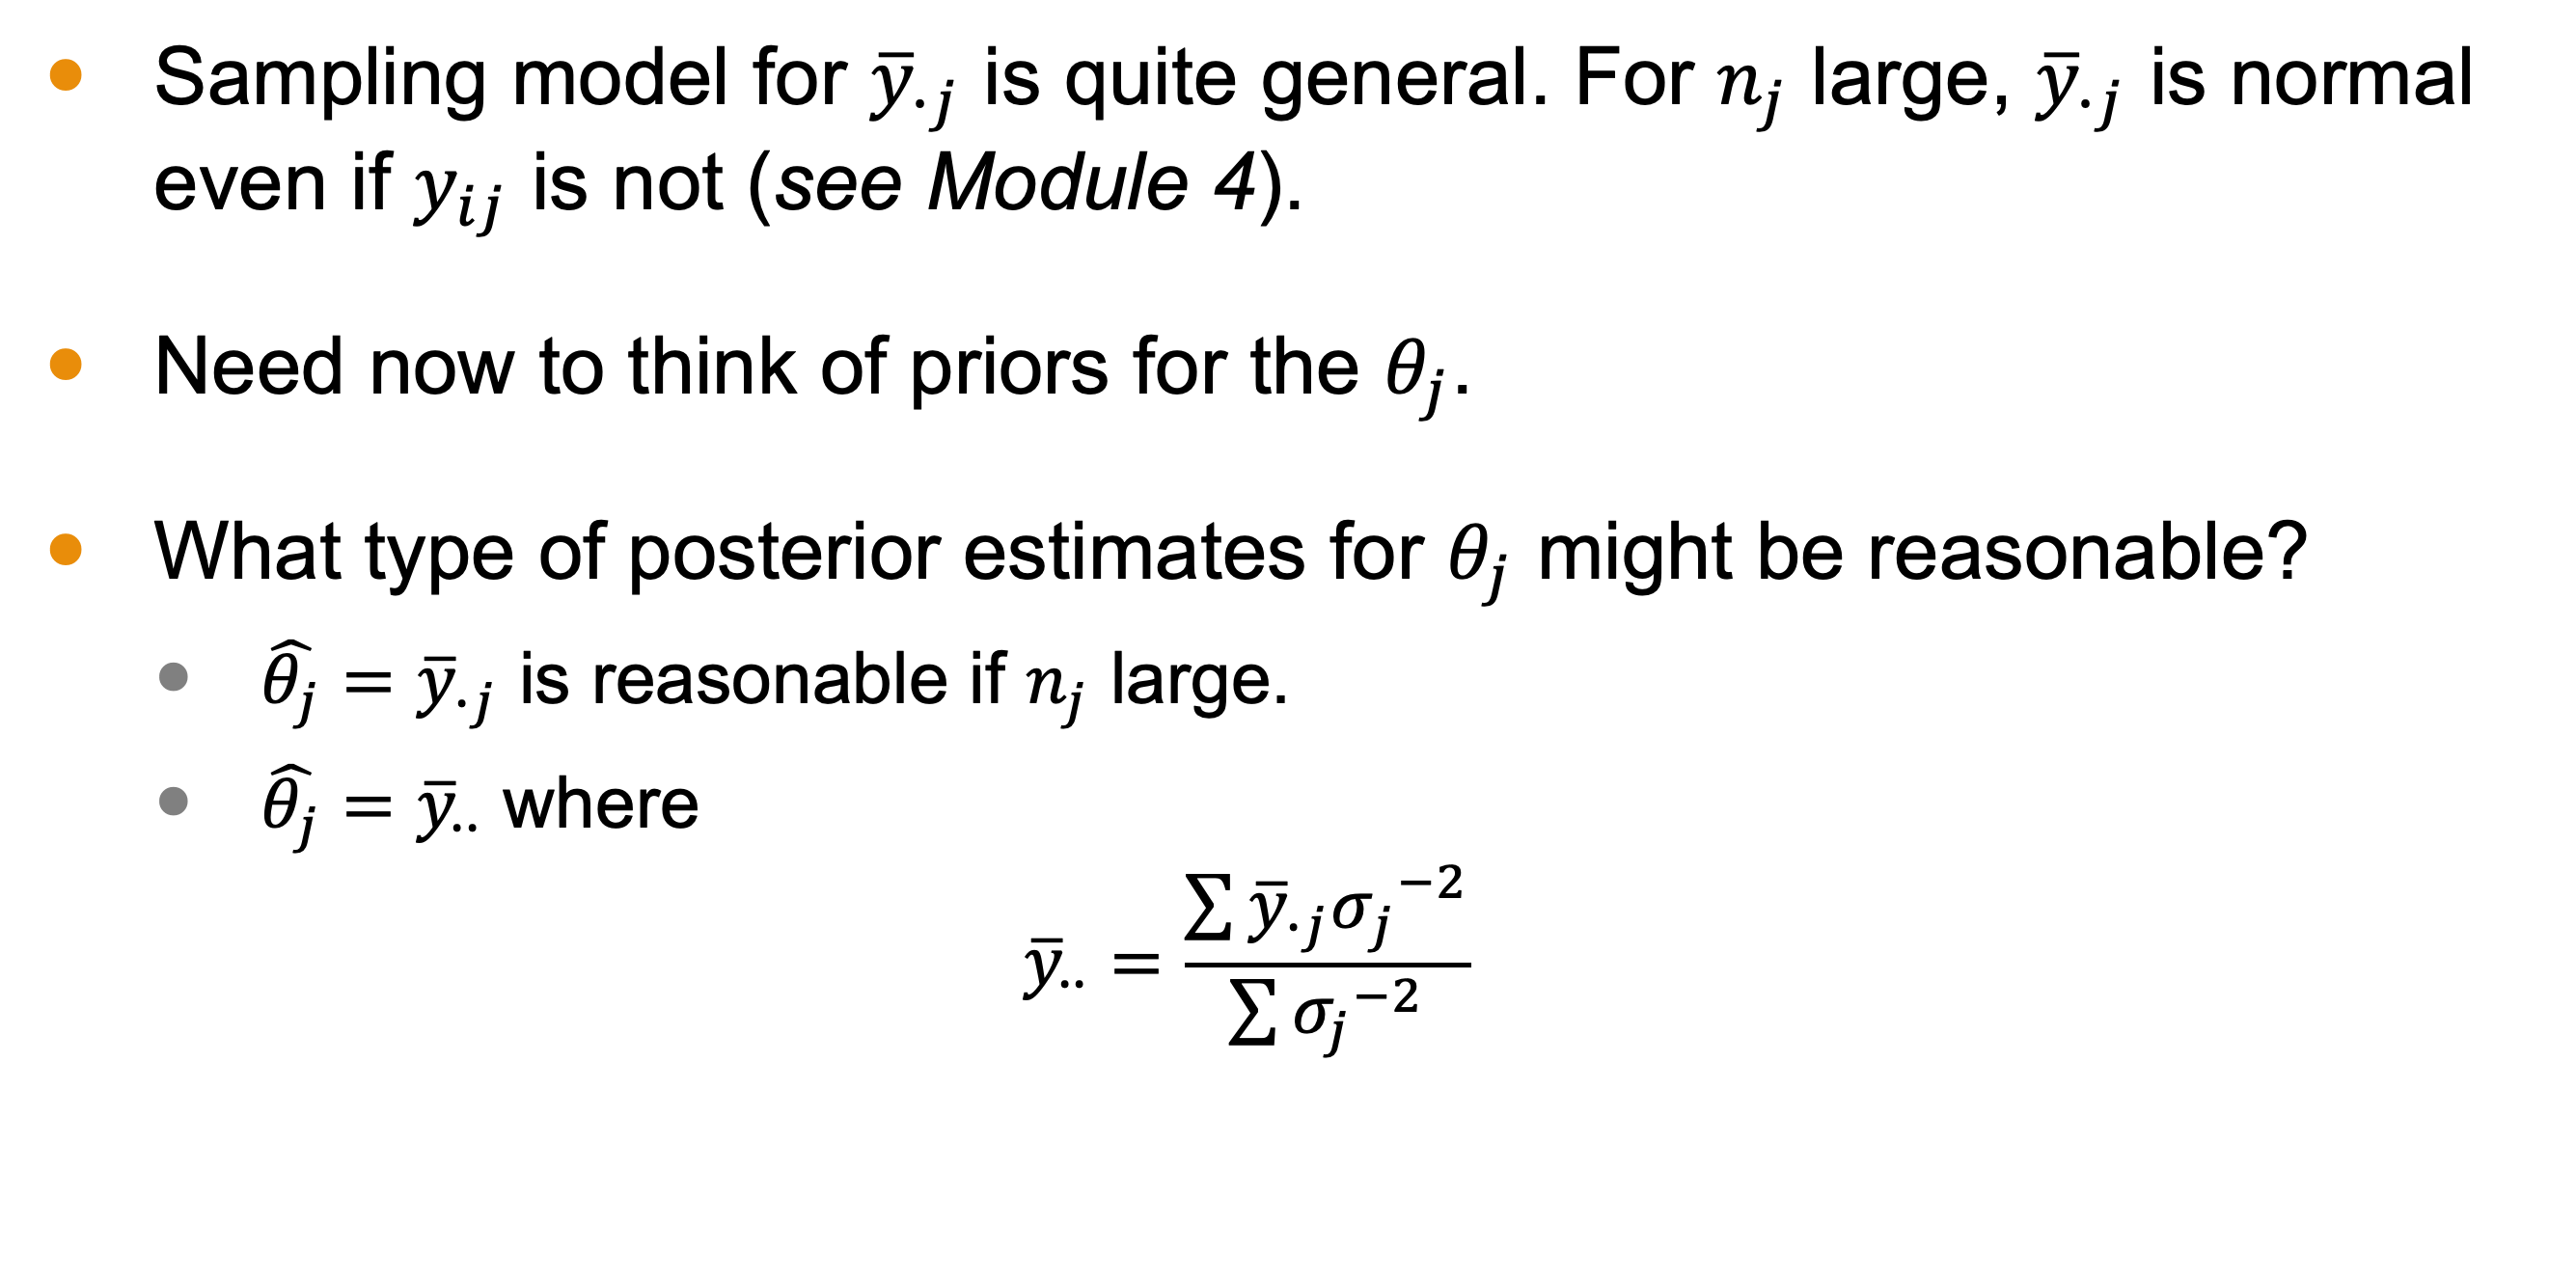 • Sampling model for ȳ.ⱼ is quite general. For nⱼ large, ȳ.ⱼ is normal
even if yᵢⱼ is not (see Module 4).
• Need now to think of priors for the θⱼ.
• What type of posterior estimates for θⱼ might be reasonable?
• θ̂ⱼ = ȳ.ⱼ is reasonable if nⱼ large.
• θ̂ⱼ = ȳ.. where
ȳ.. = (∑ ȳ.ⱼ σⱼ⁻²) / (∑ σⱼ⁻²)